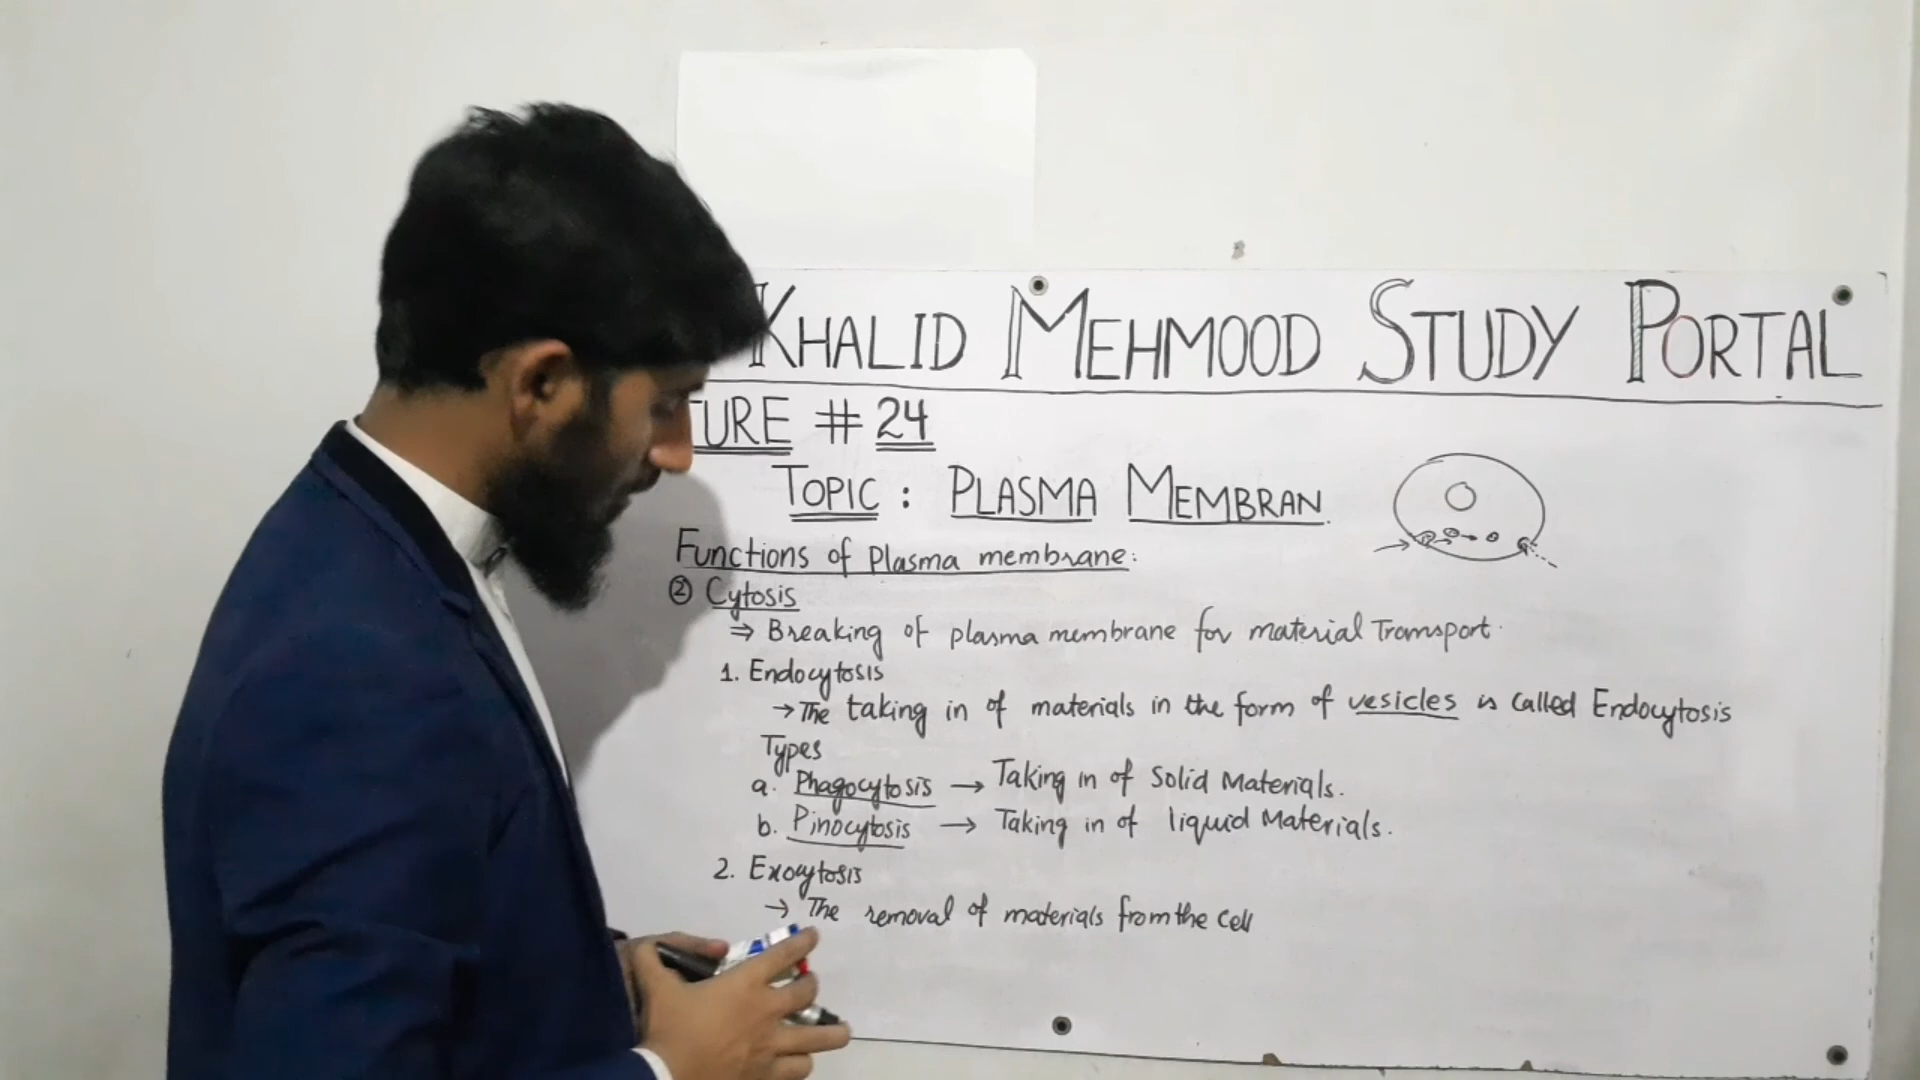 KHALID MEHMOOD STUDY PORTAL
TURE # 24
TOPIC : PLASMA MEMBRAN.
Functions of Plasma membrane:
② Cytosis
⇒ Breaking of plasma membrane for material Transport.
1. Endocytosis
→ The taking in of materials in the form of vesicles is called Endocytosis
Types
a. Phagocytosis → Taking in of Solid Materials.
b. Pinocytosis → Taking in of liquid Materials.
2. Exocytosis
→ The removal of materials from the cell